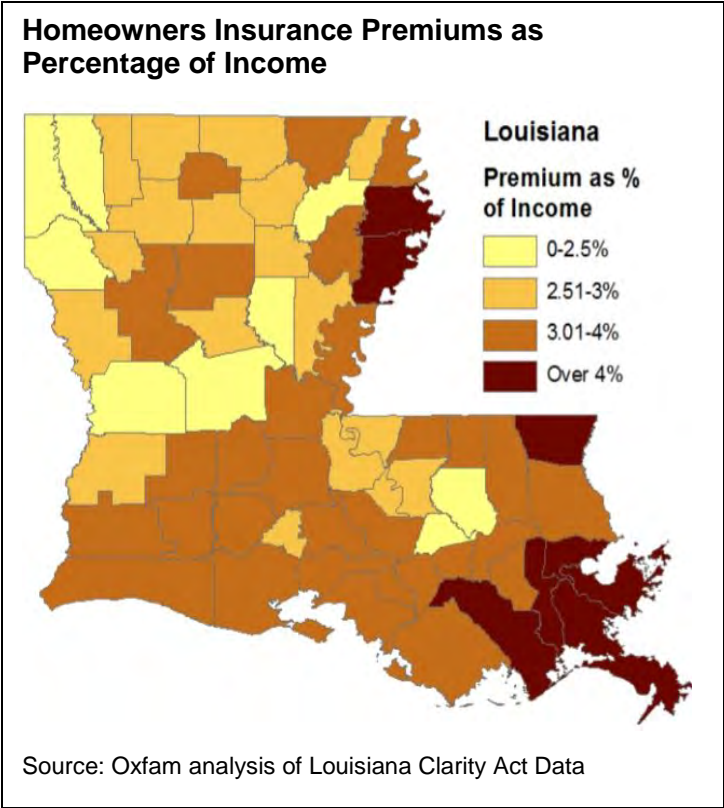 Homeowners Insurance Premiums as
Percentage of Income
Louisiana
Premium as %
of Income
0-2.5%
2.51-3%
3.01-4%
Over 4%
Source: Oxfam analysis of Louisiana Clarity Act Data